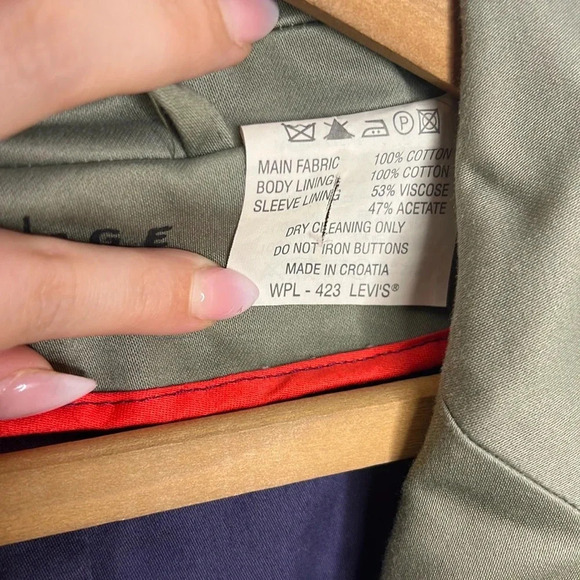 P
MAIN FABRIC 100% COTTON
BODY LINING 100% COTTON
SLEEVE LINING 53% VISCOSE
47% ACETATE
DRY CLEANING ONLY
DO NOT IRON BUTTONS
MADE IN CROATIA
WPL - 423 LEVI'S®